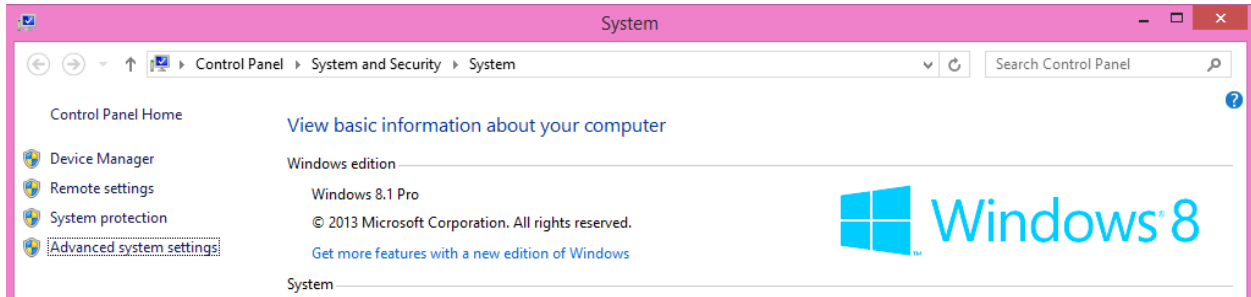 System
Control Panel System and Security System
Search Control Panel
Control Panel Home
View basic information about your computer
Device Manager
Windows edition
Remote settings
Windows 8.1 Pro
System protection
© 2013 Microsoft Corporation. All rights reserved.
Windows® 8
Advanced system settings
Get more features with a new edition of Windows
TM
System